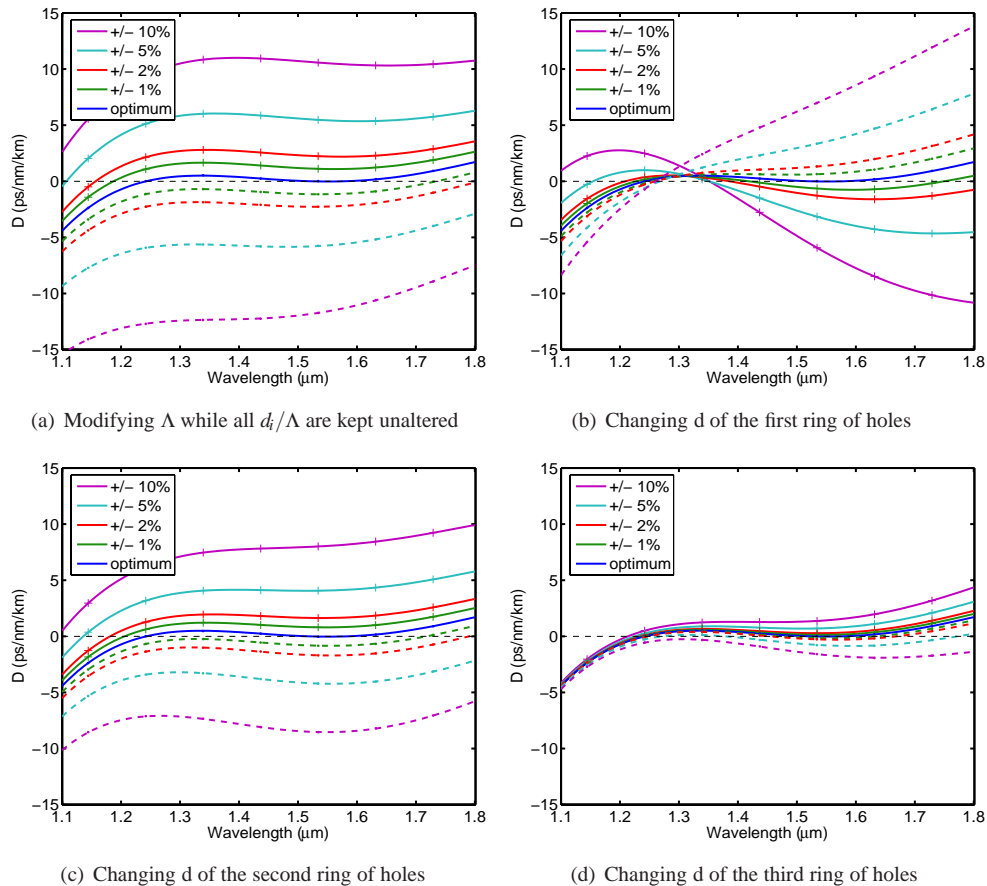 +/− 10%
+/− 5%
+/− 2%
+/− 1%
optimum
15
10
5
0
−5
−10
−15
D (ps/nm/km)
1.1 1.2 1.3 1.4 1.5 1.6 1.7 1.8
Wavelength (μm)
(a) Modifying Λ while all d_i/Λ are kept unaltered
+/− 10%
+/− 5%
+/− 2%
+/− 1%
optimum
15
10
5
0
−5
−10
−15
D (ps/nm/km)
1.1 1.2 1.3 1.4 1.5 1.6 1.7 1.8
Wavelength (μm)
(b) Changing d of the first ring of holes
+/− 10%
+/− 5%
+/− 2%
+/− 1%
optimum
15
10
5
0
−5
−10
−15
D (ps/nm/km)
1.1 1.2 1.3 1.4 1.5 1.6 1.7 1.8
Wavelength (μm)
(c) Changing d of the second ring of holes
+/− 10%
+/− 5%
+/− 2%
+/− 1%
optimum
15
10
5
0
−5
−10
−15
D (ps/nm/km)
1.1 1.2 1.3 1.4 1.5 1.6 1.7 1.8
Wavelength (μm)
(d) Changing d of the third ring of holes